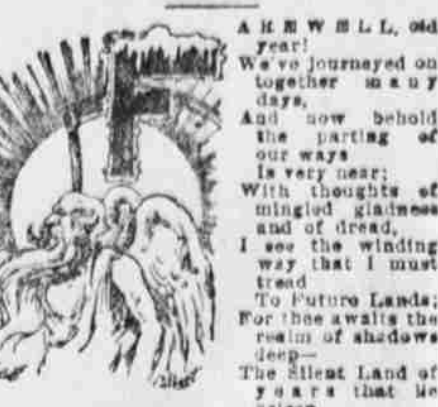 F
AREWELL, old
year!
We've journeyed on
together many
days,
And now behold
the parting of
our ways
Is very near;
With thoughts of
mingled gladness
and of dread,
I see the winding
way that I must
tread
To Future Lands;
For thee awaits the
realm of shadows
deep—
The Silent Land of
years that lie